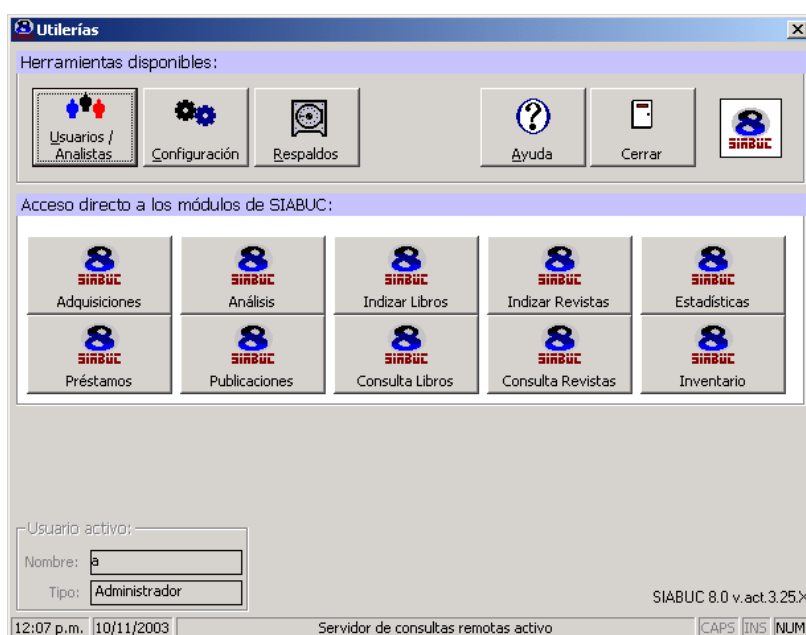 Utilerías
Herramientas disponibles:
Usuarios /
Analistas
Configuración
Respaldos
Ayuda
Cerrar
SIABUC
Acceso directo a los módulos de SIABUC:
SIABUC SIABUC SIABUC SIABUC SIABUC
Adquisiciones Análisis Indizar Libros Indizar Revistas Estadísticas
SIABUC SIABUC SIABUC SIABUC SIABUC
Préstamos Publicaciones Consulta Libros Consulta Revistas Inventario
Usuario activo:
Nombre: a
Tipo: Administrador
SIABUC 8.0 v.act.3.25.X
12:07 p.m. 10/11/2003 Servidor de consultas remotas activo CAPS INS NUM